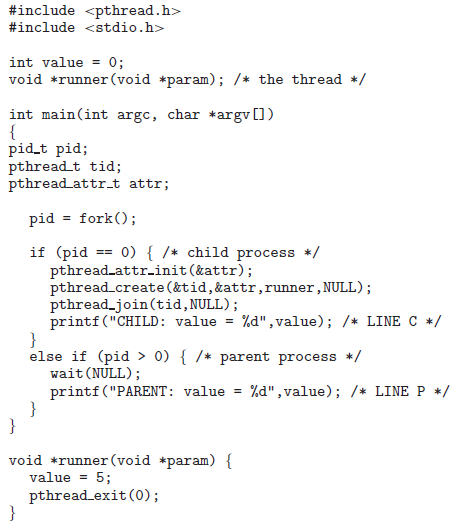 #include <pthread.h>
#include <stdio.h>

int value = 0;
void *runner(void *param); /* the thread */

int main(int argc, char *argv[])
{
pid_t pid;
pthread_t tid;
pthread_attr_t attr;

  pid = fork();

  if (pid == 0) { /* child process */
    pthread_attr_init(&attr);
    pthread_create(&tid,&attr,runner,NULL);
    pthread_join(tid,NULL);
    printf("CHILD: value = %d",value); /* LINE C */
  }
  else if (pid > 0) { /* parent process */
    wait(NULL);
    printf("PARENT: value = %d",value); /* LINE P */
  }
}

void *runner(void *param) {
  value = 5;
  pthread_exit(0);
}